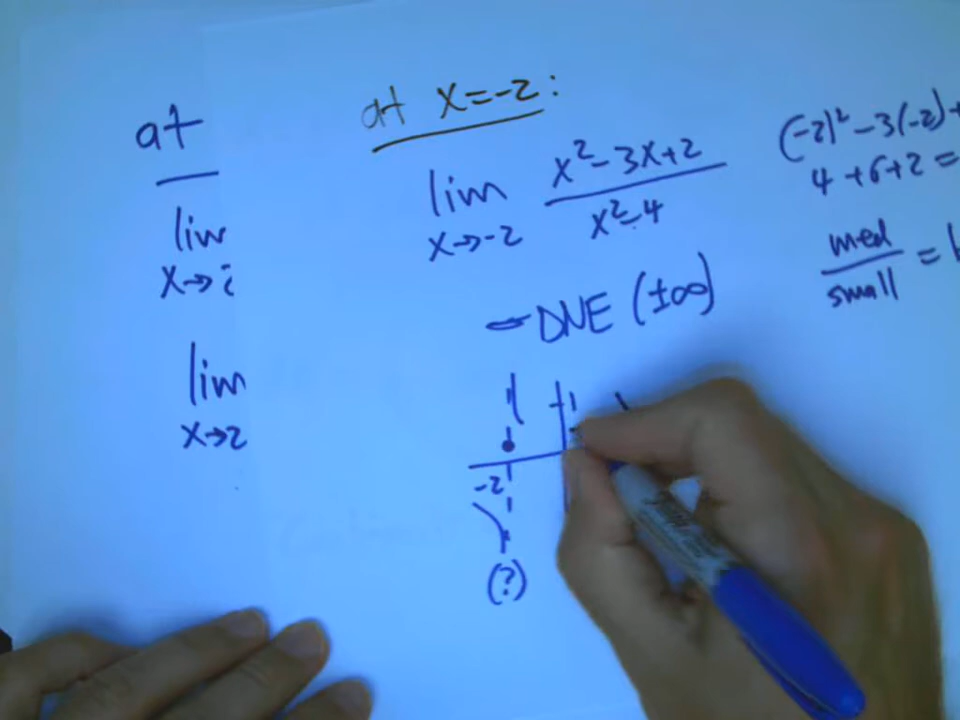 at
lim
x→i
lim
x→2
at x=-2:
lim x²-3x+2
x→-2 x²-4
-DNE (±∞)
1
-2
(?)
(-2)²-3(-2)+
4+6+2=
med
small =